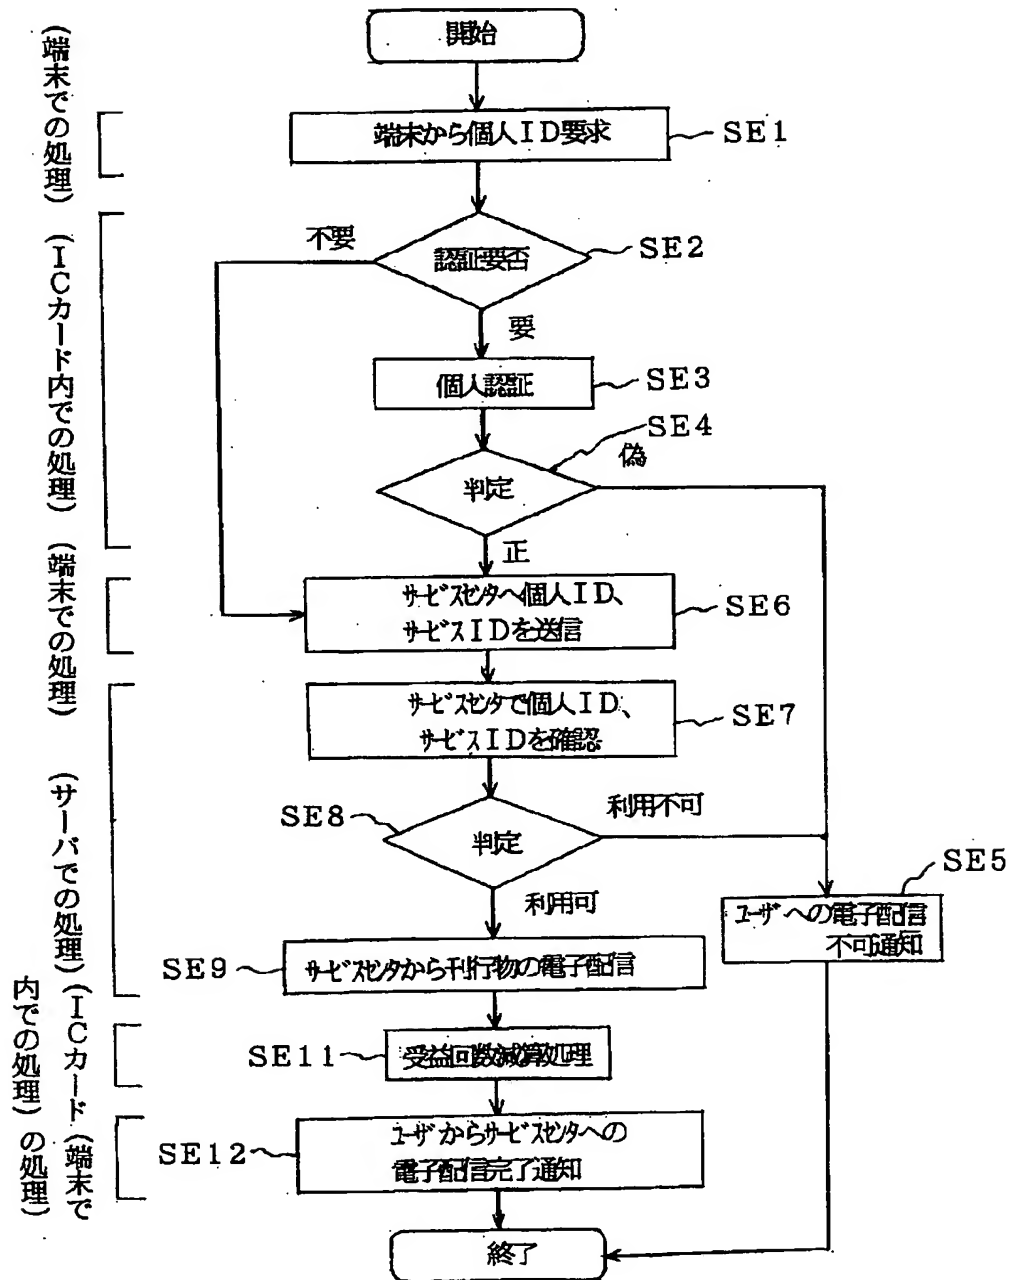 開始
(端末での処理)
端末から個人ID要求
SE1
(ICカード内での処理)
不要
認証要否
SE2
要
個人認証
SE3
SE4
偽
判定
正
(端末での処理)
サービスセンタへ個人ID、
サービスIDを送信
SE6
(サーバでの処理)
サービスセンタで個人ID、
サービスIDを確認
SE7
SE8
判定
利用不可
利用可
SE5
ユーザへの電子配信
不可通知
SE9
サービスセンタから刊行物の電子配信
(ICカード
内での処理)
SE11
受益回数減算処理
(端末で
の処理)
SE12
ユーザからサービスセンタへの
電子配信完了通知
終了